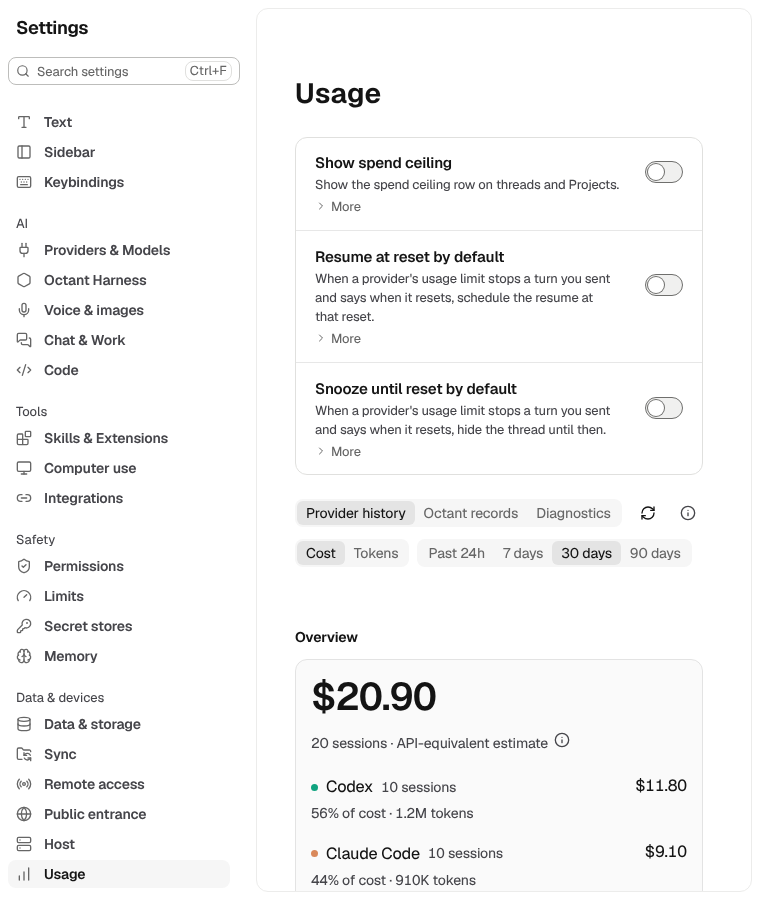 Settings
Search settings Ctrl+F
Text
Sidebar
Keybindings
AI
Providers & Models
Octant Harness
Voice & images
Chat & Work
Code
Tools
Skills & Extensions
Computer use
Integrations
Safety
Permissions
Limits
Secret stores
Memory
Data & devices
Data & storage
Sync
Remote access
Public entrance
Host
Usage
Usage
Show spend ceiling
Show the spend ceiling row on threads and Projects.
More
Resume at reset by default
When a provider's usage limit stops a turn you sent
and says when it resets, schedule the resume at
that reset.
More
Snooze until reset by default
When a provider's usage limit stops a turn you sent
and says when it resets, hide the thread until then.
More
Provider history Octant records Diagnostics
Cost Tokens Past 24h 7 days 30 days 90 days
Overview
$20.90
20 sessions · API-equivalent estimate
Codex 10 sessions $11.80
56% of cost · 1.2M tokens
Claude Code 10 sessions $9.10
44% of cost · 910K tokens